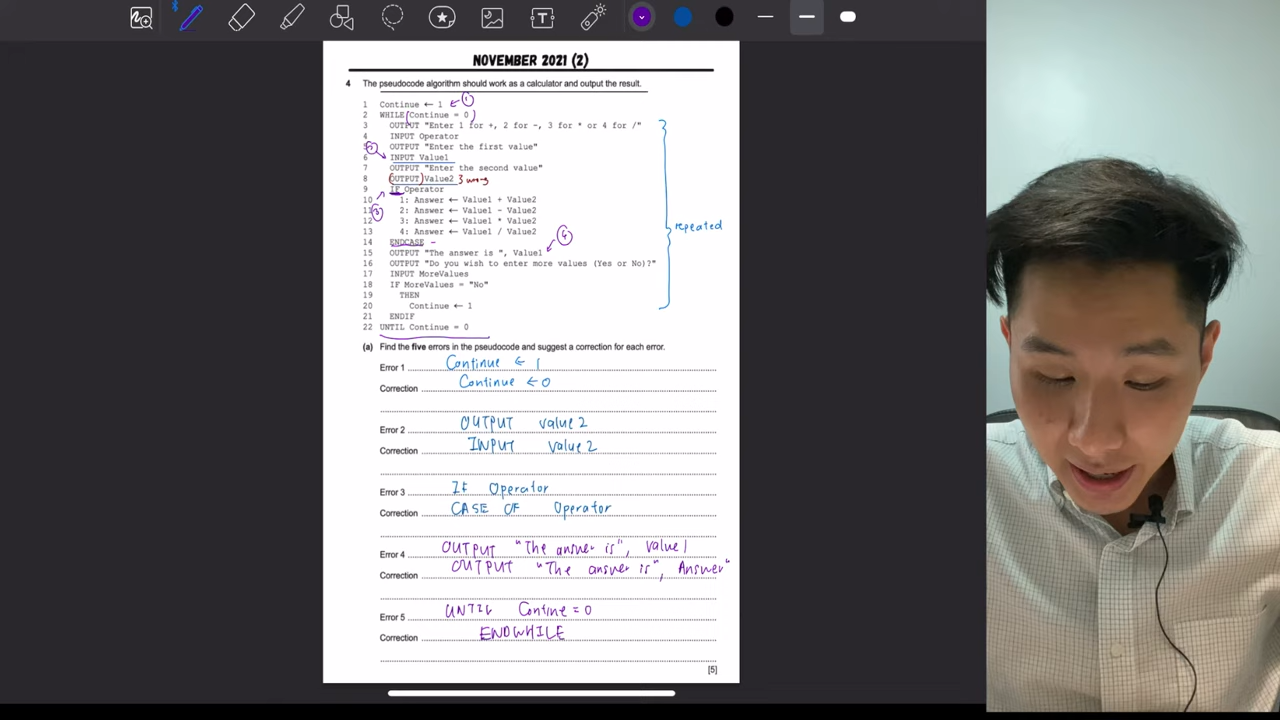 NOVEMBER 2021 (2)
4 The pseudocode algorithm should work as a calculator and output the result.
1 Continue ← 1 ①
2 WHILE Continue = 0
3 OUTPUT "Enter 1 for +, 2 for -, 3 for * or 4 for /"
4 INPUT Operator
5 OUTPUT "Enter the first value"
6 INPUT Value1
7 OUTPUT "Enter the second value"
8 OUTPUT Value2
9 IF Operator
10 1: Answer ← Value1 + Value2
11 2: Answer ← Value1 - Value2
12 3: Answer ← Value1 * Value2
13 4: Answer ← Value1 / Value2
14 ENDCASE
15 OUTPUT "The answer is ", Value1 ④
16 OUTPUT "Do you wish to enter more values (Yes or No)?"
17 INPUT MoreValues
18 IF MoreValues = "No"
19 THEN
20 Continue ← 1
21 ENDIF
22 UNTIL Continue = 0
repeated
(a) Find the five errors in the pseudocode and suggest a correction for each error.
Error 1 Continue ← 1
Correction Continue ← 0
Error 2 OUTPUT value 2
Correction INPUT value 2
Error 3 If Operator
Correction CASE OF Operator
Error 4 OUTPUT "The answer is", value 1
Correction OUTPUT "The answer is", Answer"
Error 5 UNTIL Contine = 0
Correction ENDWHILE
[5]